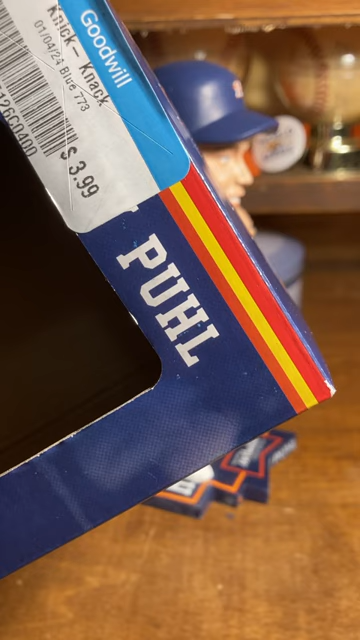 Goodwill
Knick- Knack
01/04/24 Blue 773
$ 3.99
PUHL